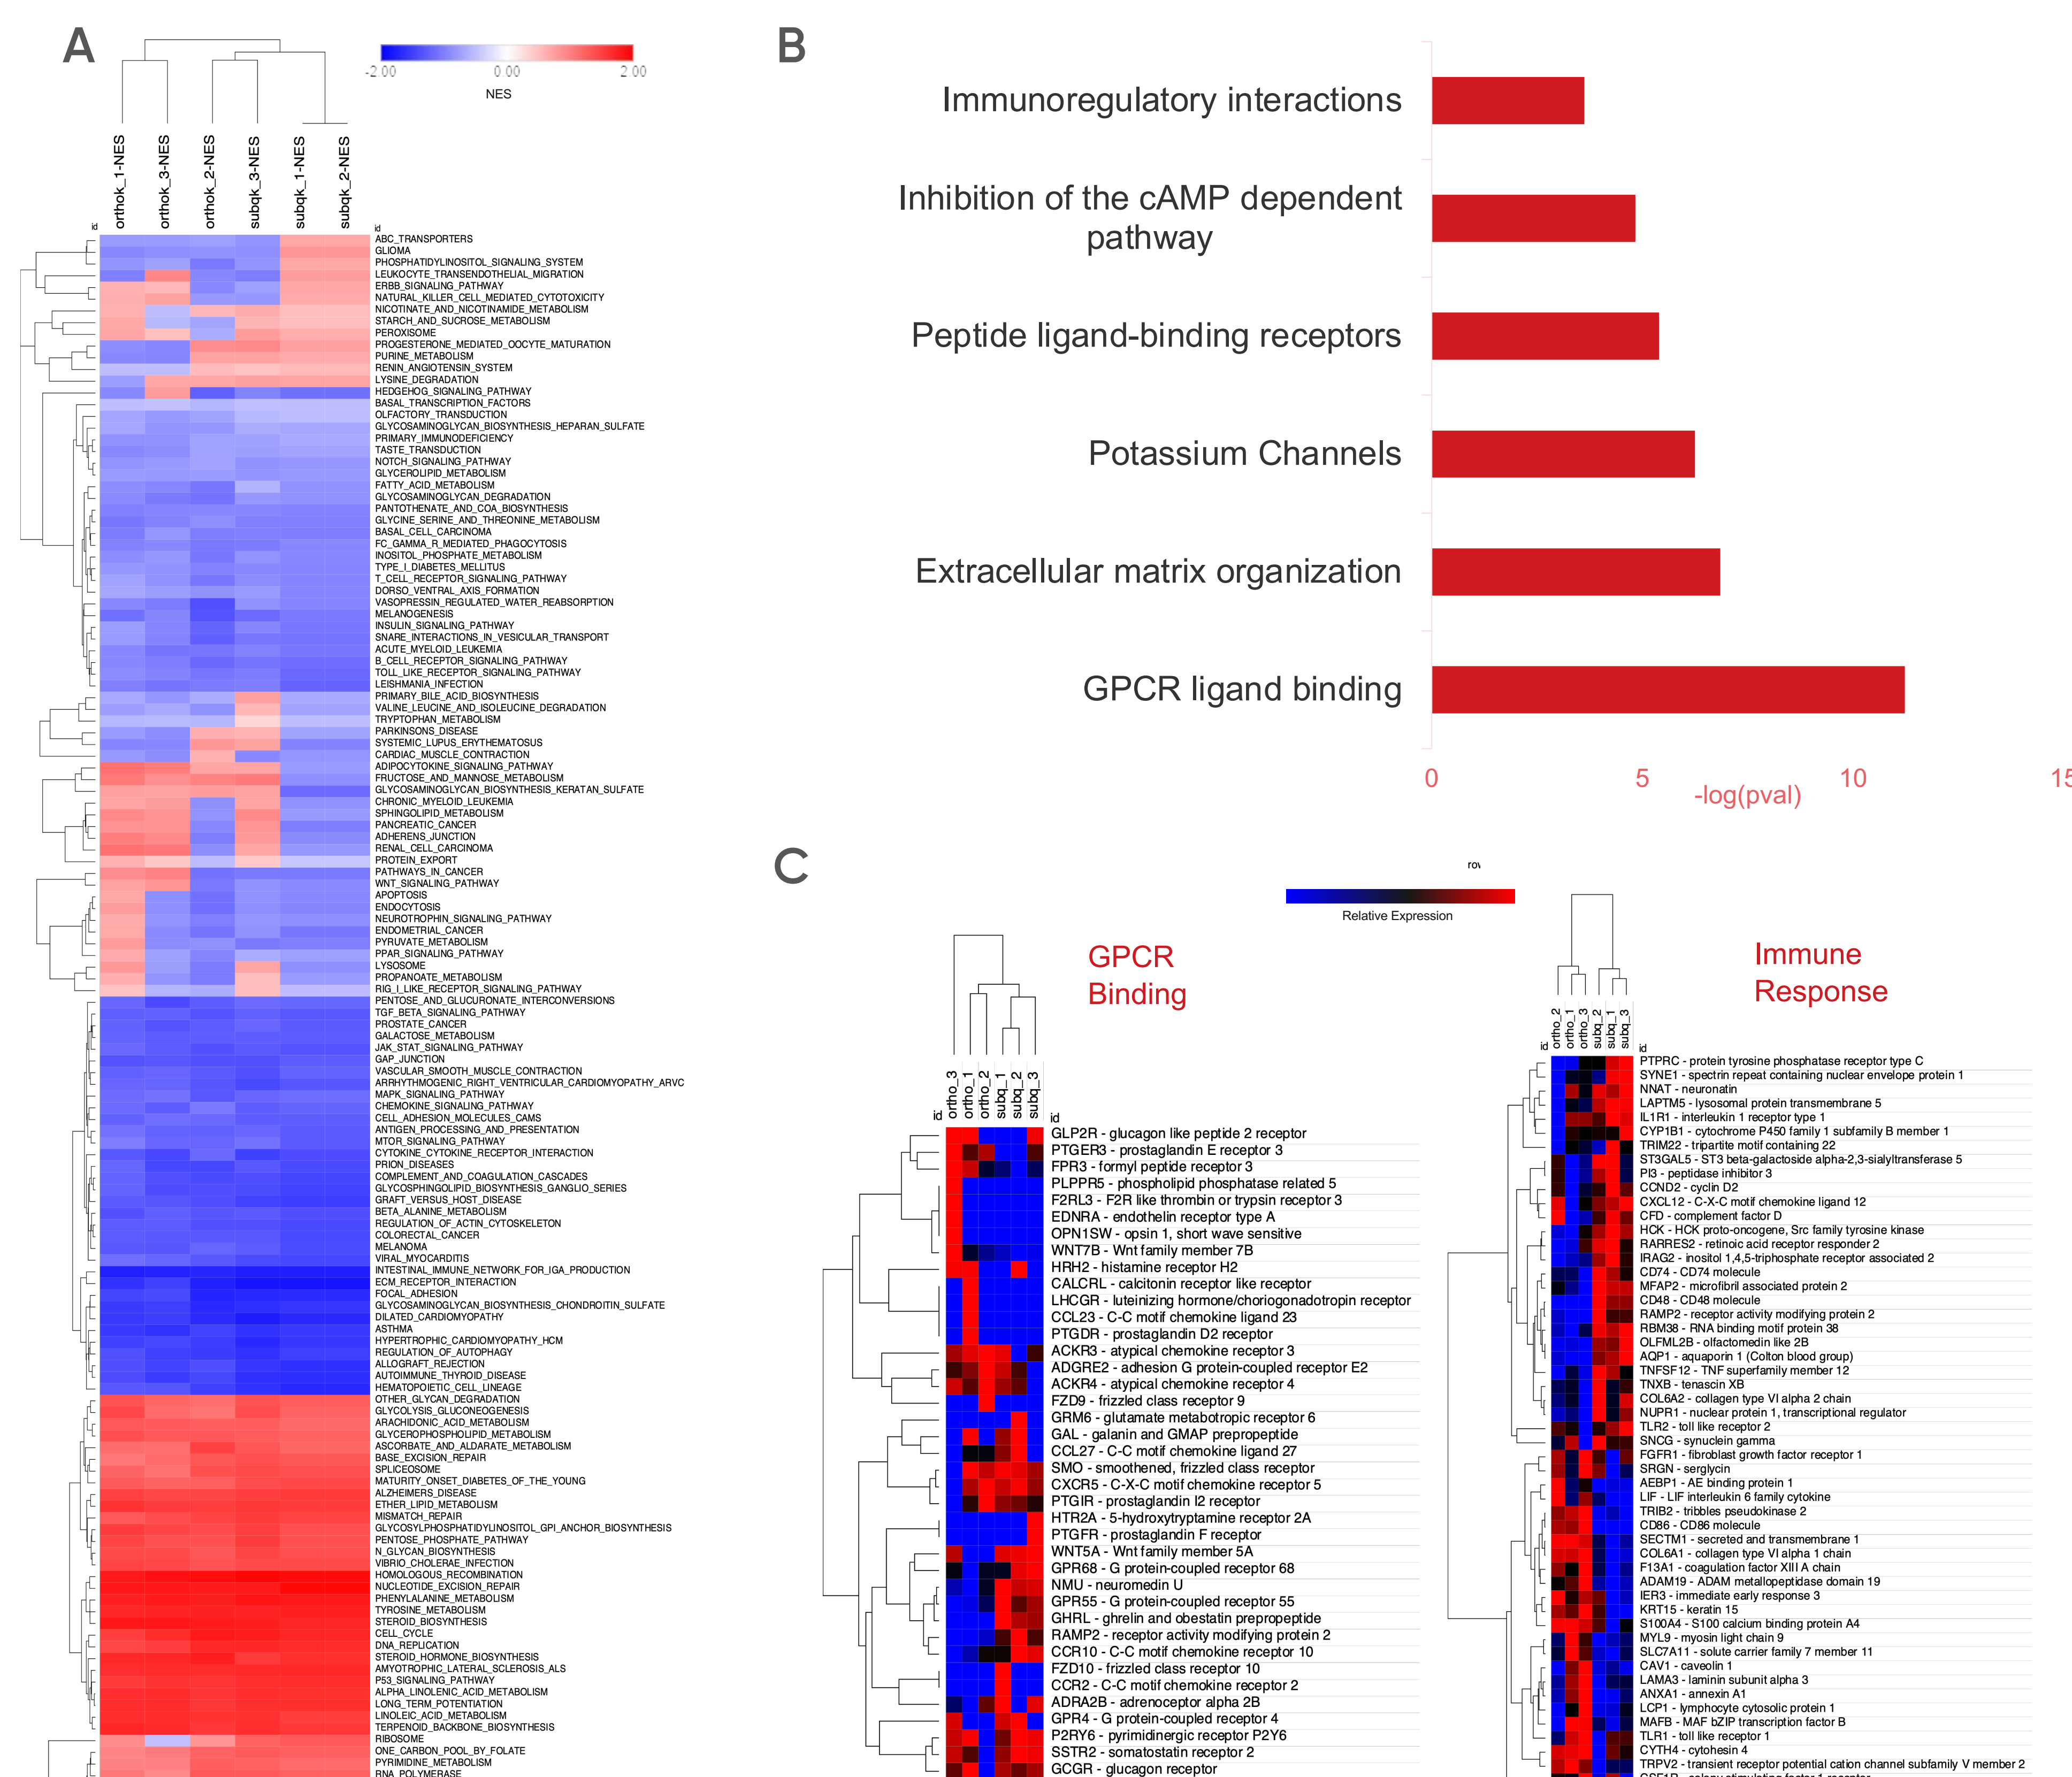 A
-2.00 0.00 2.00
NES
orthok_1-NES
orthok_3-NES
orthok_2-NES
subqk_3-NES
subqk_1-NES
subqk_2-NES
id
id
ABC_TRANSPORTERS
GLIOMA
PHOSPHATIDYLINOSITOL_SIGNALING_SYSTEM
LEUKOCYTE_TRANSENDOTHELIAL_MIGRATION
ERBB_SIGNALING_PATHWAY
NATURAL_KILLER_CELL_MEDIATED_CYTOTOXICITY
NICOTINATE_AND_NICOTINAMIDE_METABOLISM
STARCH_AND_SUCROSE_METABOLISM
PEROXISOME
PROGESTERONE_MEDIATED_OOCYTE_MATURATION
PURINE_METABOLISM
RENIN_ANGIOTENSIN_SYSTEM
LYSINE_DEGRADATION
HEDGEHOG_SIGNALING_PATHWAY
BASAL_TRANSCRIPTION_FACTORS
OLFACTORY_TRANSDUCTION
GLYCOSAMINOGLYCAN_BIOSYNTHESIS_HEPARAN_SULFATE
PRIMARY_IMMUNODEFICIENCY
TASTE_TRANSDUCTION
NOTCH_SIGNALING_PATHWAY
GLYCEROLIPID_METABOLISM
FATTY_ACID_METABOLISM
GLYCOSAMINOGLYCAN_DEGRADATION
PANTOTHENATE_AND_COA_BIOSYNTHESIS
GLYCINE_SERINE_AND_THREONINE_METABOLISM
BASAL_CELL_CARCINOMA
FC_GAMMA_R_MEDIATED_PHAGOCYTOSIS
INOSITOL_PHOSPHATE_METABOLISM
TYPE_I_DIABETES_MELLITUS
T_CELL_RECEPTOR_SIGNALING_PATHWAY
DORSO_VENTRAL_AXIS_FORMATION
VASOPRESSIN_REGULATED_WATER_REABSORPTION
MELANOGENESIS
INSULIN_SIGNALING_PATHWAY
SNARE_INTERACTIONS_IN_VESICULAR_TRANSPORT
ACUTE_MYELOID_LEUKEMIA
B_CELL_RECEPTOR_SIGNALING_PATHWAY
TOLL_LIKE_RECEPTOR_SIGNALING_PATHWAY
LEISHMANIA_INFECTION
PRIMARY_BILE_ACID_BIOSYNTHESIS
VALINE_LEUCINE_AND_ISOLEUCINE_DEGRADATION
TRYPTOPHAN_METABOLISM
PARKINSONS_DISEASE
SYSTEMIC_LUPUS_ERYTHEMATOSUS
CARDIAC_MUSCLE_CONTRACTION
ADIPOCYTOKINE_SIGNALING_PATHWAY
FRUCTOSE_AND_MANNOSE_METABOLISM
GLYCOSAMINOGLYCAN_BIOSYNTHESIS_KERATAN_SULFATE
CHRONIC_MYELOID_LEUKEMIA
SPHINGOLIPID_METABOLISM
PANCREATIC_CANCER
ADHERENS_JUNCTION
RENAL_CELL_CARCINOMA
PROTEIN_EXPORT
PATHWAYS_IN_CANCER
WNT_SIGNALING_PATHWAY
APOPTOSIS
ENDOCYTOSIS
NEUROTROPHIN_SIGNALING_PATHWAY
ENDOMETRIAL_CANCER
PYRUVATE_METABOLISM
PPAR_SIGNALING_PATHWAY
LYSOSOME
PROPANOATE_METABOLISM
RIG_I_LIKE_RECEPTOR_SIGNALING_PATHWAY
PENTOSE_AND_GLUCURONATE_INTERCONVERSIONS
TGF_BETA_SIGNALING_PATHWAY
PROSTATE_CANCER
GALACTOSE_METABOLISM
JAK_STAT_SIGNALING_PATHWAY
GAP_JUNCTION
VASCULAR_SMOOTH_MUSCLE_CONTRACTION
ARRHYTHMOGENIC_RIGHT_VENTRICULAR_CARDIOMYOPATHY_ARVC
MAPK_SIGNALING_PATHWAY
CHEMOKINE_SIGNALING_PATHWAY
CELL_ADHESION_MOLECULES_CAMS
ANTIGEN_PROCESSING_AND_PRESENTATION
MTOR_SIGNALING_PATHWAY
CYTOKINE_CYTOKINE_RECEPTOR_INTERACTION
PRION_DISEASES
COMPLEMENT_AND_COAGULATION_CASCADES
GLYCOSPHINGOLIPID_BIOSYNTHESIS_GANGLIO_SERIES
GRAFT_VERSUS_HOST_DISEASE
BETA_ALANINE_METABOLISM
REGULATION_OF_ACTIN_CYTOSKELETON
COLORECTAL_CANCER
MELANOMA
VIRAL_MYOCARDITIS
INTESTINAL_IMMUNE_NETWORK_FOR_IGA_PRODUCTION
ECM_RECEPTOR_INTERACTION
FOCAL_ADHESION
GLYCOSAMINOGLYCAN_BIOSYNTHESIS_CHONDROITIN_SULFATE
DILATED_CARDIOMYOPATHY
ASTHMA
HYPERTROPHIC_CARDIOMYOPATHY_HCM
REGULATION_OF_AUTOPHAGY
ALLOGRAFT_REJECTION
AUTOIMMUNE_THYROID_DISEASE
HEMATOPOIETIC_CELL_LINEAGE
OTHER_GLYCAN_DEGRADATION
GLYCOLYSIS_GLUCONEOGENESIS
ARACHIDONIC_ACID_METABOLISM
GLYCEROPHOSPHOLIPID_METABOLISM
ASCORBATE_AND_ALDARATE_METABOLISM
BASE_EXCISION_REPAIR
SPLICEOSOME
MATURITY_ONSET_DIABETES_OF_THE_YOUNG
ALZHEIMERS_DISEASE
ETHER_LIPID_METABOLISM
MISMATCH_REPAIR
GLYCOSYLPHOSPHATIDYLINOSITOL_GPI_ANCHOR_BIOSYNTHESIS
PENTOSE_PHOSPHATE_PATHWAY
N_GLYCAN_BIOSYNTHESIS
VIBRIO_CHOLERAE_INFECTION
HOMOLOGOUS_RECOMBINATION
NUCLEOTIDE_EXCISION_REPAIR
PHENYLALANINE_METABOLISM
TYROSINE_METABOLISM
STEROID_BIOSYNTHESIS
CELL_CYCLE
DNA_REPLICATION
STEROID_HORMONE_BIOSYNTHESIS
AMYOTROPHIC_LATERAL_SCLEROSIS_ALS
P53_SIGNALING_PATHWAY
ALPHA_LINOLENIC_ACID_METABOLISM
LONG_TERM_POTENTIATION
LINOLEIC_ACID_METABOLISM
TERPENOID_BACKBONE_BIOSYNTHESIS
RIBOSOME
ONE_CARBON_POOL_BY_FOLATE
PYRIMIDINE_METABOLISM
RNA_POLYMERASE
B
Immunoregulatory interactions
Inhibition of the cAMP dependent
pathway
Peptide ligand-binding receptors
Potassium Channels
Extracellular matrix organization
GPCR ligand binding
0 5 10 15
-log(pval)
C
row
Relative Expression
GPCR
Binding
ortho_3
ortho_1
ortho_2
subq_1
subq_2
subq_3
id
id
GLP2R - glucagon like peptide 2 receptor
PTGER3 - prostaglandin E receptor 3
FPR3 - formyl peptide receptor 3
PLPPR5 - phospholipid phosphatase related 5
F2RL3 - F2R like thrombin or trypsin receptor 3
EDNRA - endothelin receptor type A
OPN1SW - opsin 1, short wave sensitive
WNT7B - Wnt family member 7B
HRH2 - histamine receptor H2
CALCRL - calcitonin receptor like receptor
LHCGR - luteinizing hormone/choriogonadotropin receptor
CCL23 - C-C motif chemokine ligand 23
PTGDR - prostaglandin D2 receptor
ACKR3 - atypical chemokine receptor 3
ADGRE2 - adhesion G protein-coupled receptor E2
ACKR4 - atypical chemokine receptor 4
FZD9 - frizzled class receptor 9
GRM6 - glutamate metabotropic receptor 6
GAL - galanin and GMAP prepropeptide
CCL27 - C-C motif chemokine ligand 27
SMO - smoothened, frizzled class receptor
CXCR5 - C-X-C motif chemokine receptor 5
PTGIR - prostaglandin I2 receptor
HTR2A - 5-hydroxytryptamine receptor 2A
PTGFR - prostaglandin F receptor
WNT5A - Wnt family member 5A
GPR68 - G protein-coupled receptor 68
NMU - neuromedin U
GPR55 - G protein-coupled receptor 55
GHRL - ghrelin and obestatin prepropeptide
RAMP2 - receptor activity modifying protein 2
CCR10 - C-C motif chemokine receptor 10
FZD10 - frizzled class receptor 10
CCR2 - C-C motif chemokine receptor 2
ADRA2B - adrenoceptor alpha 2B
GPR4 - G protein-coupled receptor 4
P2RY6 - pyrimidinergic receptor P2Y6
SSTR2 - somatostatin receptor 2
GCGR - glucagon receptor
Immune
Response
ortho_2
ortho_1
ortho_3
subq_2
subq_1
subq_3
id
id
PTPRC - protein tyrosine phosphatase receptor type C
SYNE1 - spectrin repeat containing nuclear envelope protein 1
NNAT - neuronatin
LAPTM5 - lysosomal protein transmembrane 5
IL1R1 - interleukin 1 receptor type 1
CYP1B1 - cytochrome P450 family 1 subfamily B member 1
TRIM22 - tripartite motif containing 22
ST3GAL5 - ST3 beta-galactoside alpha-2,3-sialyltransferase 5
PI3 - peptidase inhibitor 3
CCND2 - cyclin D2
CXCL12 - C-X-C motif chemokine ligand 12
CFD - complement factor D
HCK - HCK proto-oncogene, Src family tyrosine kinase
RARRES2 - retinoic acid receptor responder 2
IRAG2 - inositol 1,4,5-triphosphate receptor associated 2
CD74 - CD74 molecule
MFAP2 - microfibril associated protein 2
CD48 - CD48 molecule
RAMP2 - receptor activity modifying protein 2
RBM38 - RNA binding motif protein 38
OLFML2B - olfactomedin like 2B
AQP1 - aquaporin 1 (Colton blood group)
TNFSF12 - TNF superfamily member 12
TNXB - tenascin XB
COL6A2 - collagen type VI alpha 2 chain
NUPR1 - nuclear protein 1, transcriptional regulator
TLR2 - toll like receptor 2
SNCG - synuclein gamma
FGFR1 - fibroblast growth factor receptor 1
SRGN - serglycin
AEBP1 - AE binding protein 1
LIF - LIF interleukin 6 family cytokine
TRIB2 - tribbles pseudokinase 2
CD86 - CD86 molecule
SECTM1 - secreted and transmembrane 1
COL6A1 - collagen type VI alpha 1 chain
F13A1 - coagulation factor XIII A chain
ADAM19 - ADAM metallopeptidase domain 19
IER3 - immediate early response 3
KRT15 - keratin 15
S100A4 - S100 calcium binding protein A4
MYL9 - myosin light chain 9
SLC7A11 - solute carrier family 7 member 11
CAV1 - caveolin 1
LAMA3 - laminin subunit alpha 3
ANXA1 - annexin A1
LCP1 - lymphocyte cytosolic protein 1
MAFB - MAF bZIP transcription factor B
TLR1 - toll like receptor 1
CYTH4 - cytohesin 4
TRPV2 - transient receptor potential cation channel subfamily V member 2